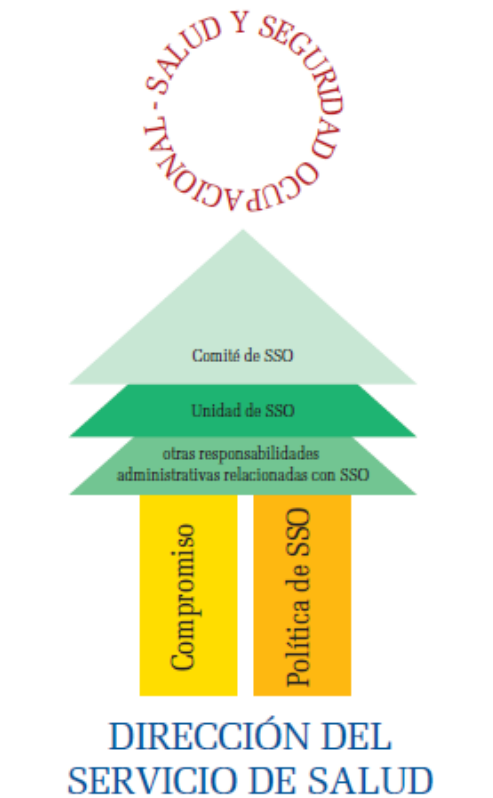 SALUD Y SEGURIDAD OCUPACIONAL -
Comité de SSO
Unidad de SSO
otras responsabilidades
administrativas relacionadas con SSO
Compromiso
Política de SSO
DIRECCIÓN DEL
SERVICIO DE SALUD